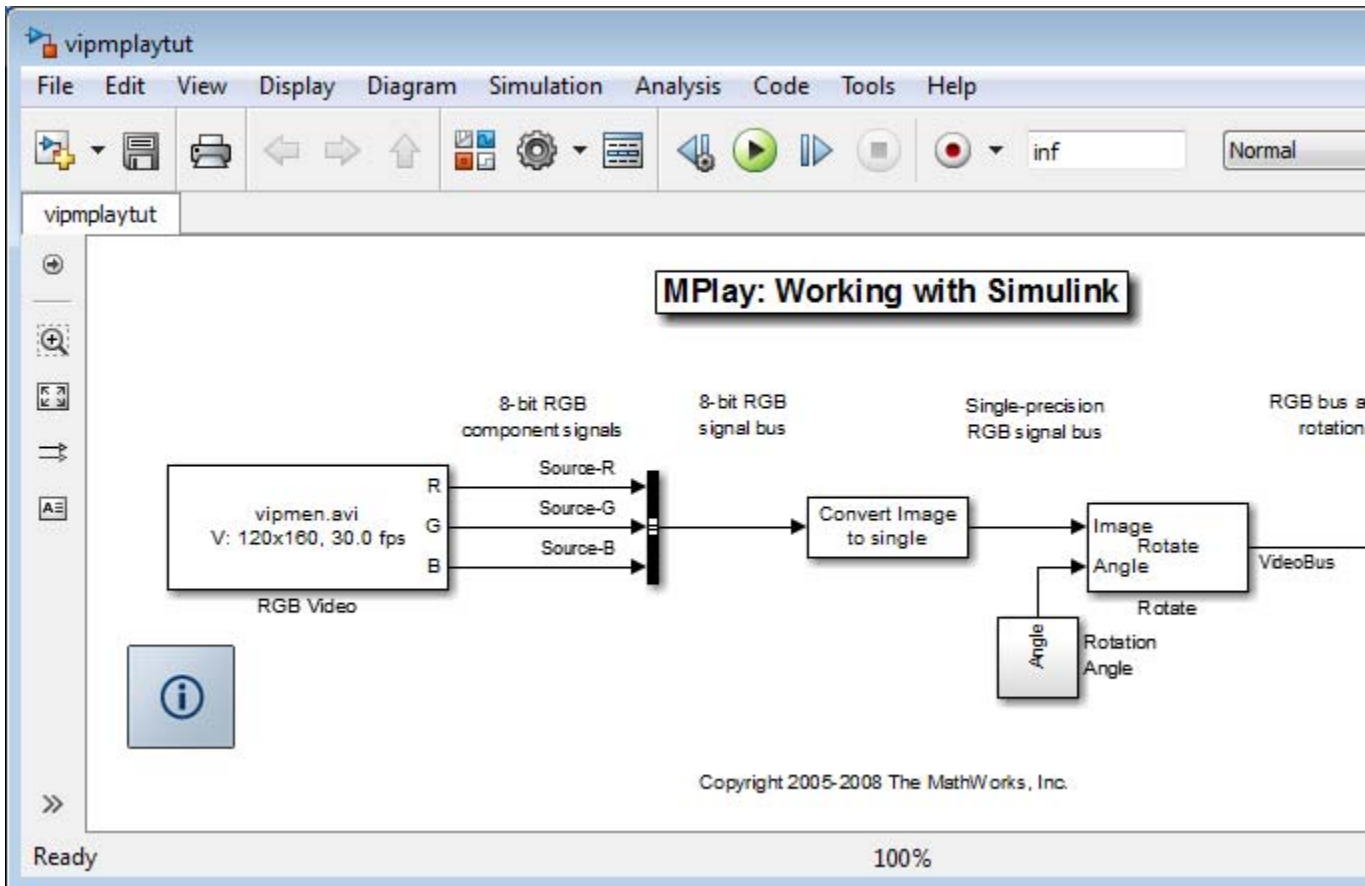 vipmplaytut
File Edit View Display Diagram Simulation Analysis Code Tools Help
inf
Normal
vipmplaytut
MPlay: Working with Simulink
8-bit RGB
component signals
8-bit RGB
signal bus
Single-precision
RGB signal bus
RGB bus a
rotation
vipmen.avi
V: 120x160, 30.0 fps
R
G
B
RGB Video
Source-R
Source-G
Source-B
Convert Image
to single
Image
Rotate
Angle
Rotate
VideoBus
Angle
Rotation
Angle
Copyright 2005-2008 The MathWorks, Inc.
Ready
100%